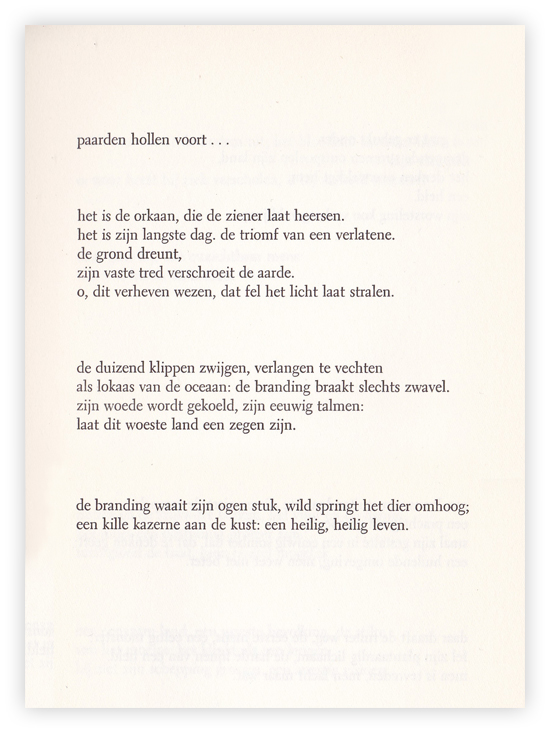 paarden hollen voort . . .
het is de orkaan, die de ziener laat heersen.
het is zijn langste dag. de triomf van een verlatene.
de grond dreunt,
zijn vaste tred verschroeit de aarde.
o, dit verheven wezen, dat fel het licht laat stralen.
de duizend klippen zwijgen, verlangen te vechten
als lokaas van de oceaan: de branding braakt slechts zwavel.
zijn woede wordt gekoeld, zijn eeuwig talmen:
laat dit woeste land een zegen zijn.
de branding waait zijn ogen stuk, wild springt het dier omhoog;
een kille kazerne aan de kust: een heilig, heilig leven.